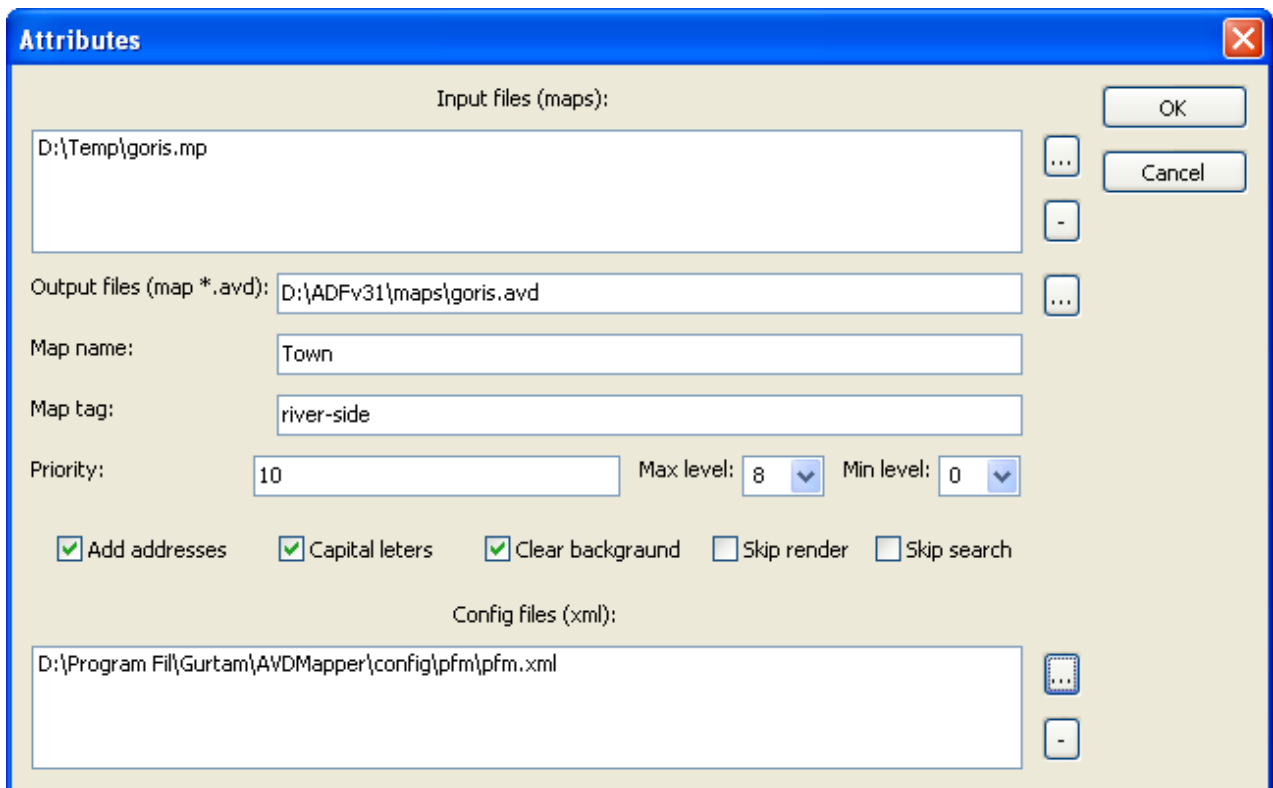 Attributes
Input files (maps):
OK
D:\Temp\goris.mp
...
Cancel
-
Output files (map *.avd): D:\ADFv31\maps\goris.avd ...
Map name: Town
Map tag: river-side
Priority: 10 Max level: 8 Min level: 0
Add addresses Capital leters Clear backgraund Skip render Skip search
Config files (xml):
D:\Program Fil\Gurtam\AVDMapper\config\pfm\pfm.xml
...
-